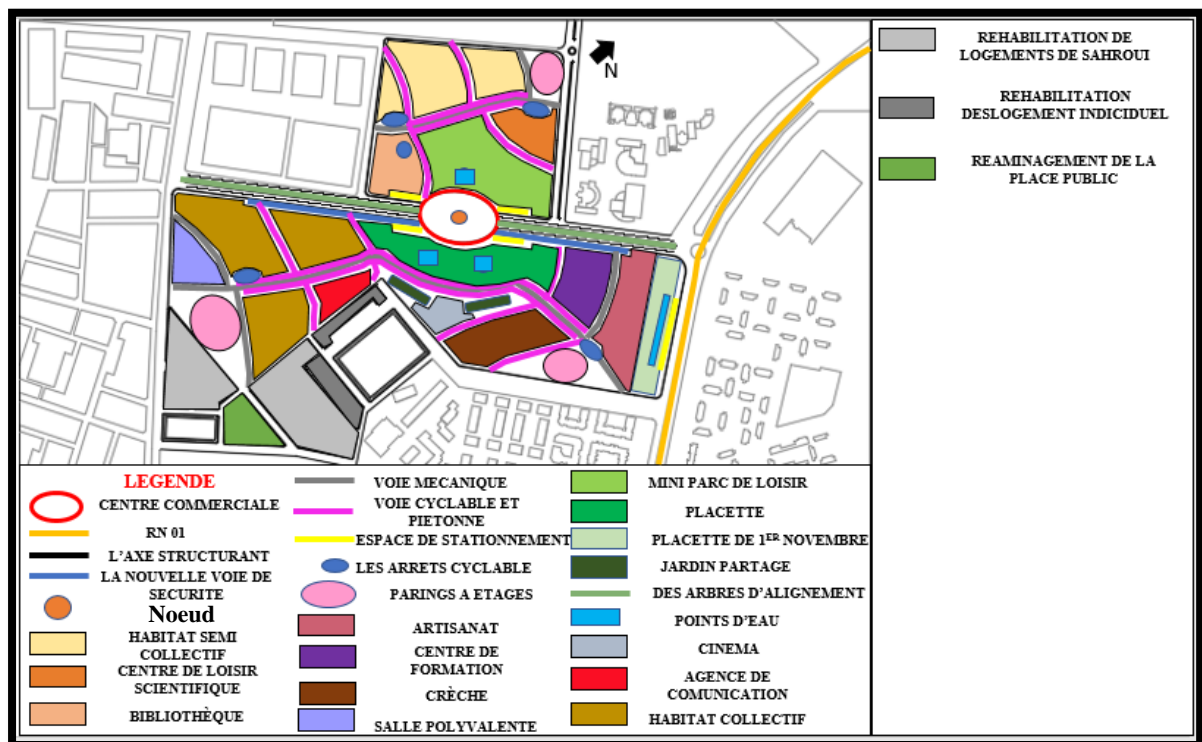 N
REHABILITATION DE
LOGEMENTS DE SAHROUI
REHABILITATION
DESLOGEMENT INDICIDUEL
REAMINAGEMENT DE LA
PLACE PUBLIC
LEGENDE
CENTRE COMMERCIALE
RN 01
L'AXE STRUCTURANT
LA NOUVELLE VOIE DE
SECURITE
Noeud
HABITAT SEMI
COLLECTIF
CENTRE DE LOISIR
SCIENTIFIQUE
BIBLIOTHÈQUE
VOIE MECANIQUE
VOIE CYCLABLE ET
PIETONNE
ESPACE DE STATIONNEMENT
LES ARRETS CYCLABLE
PARINGS A ETAGES
ARTISANAT
CENTRE DE
FORMATION
CRÈCHE
SALLE POLYVALENTE
MINI PARC DE LOISIR
PLACETTE
PLACETTE DE 1ER NOVEMBRE
JARDIN PARTAGE
DES ARBRES D'ALIGNEMENT
POINTS D'EAU
CINEMA
AGENCE DE
COMUNICATION
HABITAT COLLECTIF